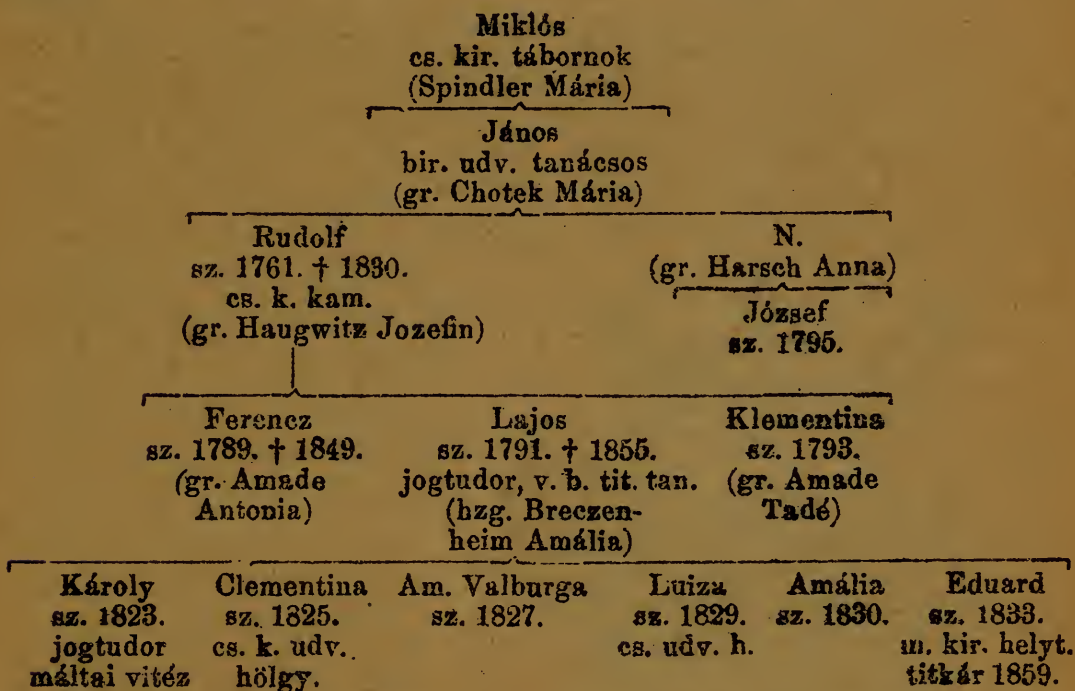 Miklós
cs. kir. tábornok
(Spindler Mária)
János
bir. udv. tanácsos
(gr. Chotek Mária)
Rudolf
sz. 1761. † 1830.
cs. k. kam.
(gr. Haugwitz Jozefin)
N.
(gr. Harsch Anna)
József
sz. 1795.
Ferencz
sz. 1789. † 1849.
(gr. Amade
Antonia)
Lajos
sz. 1791. † 1855.
jogtudor, v. b. tit. tan.
(hzg. Breczen-
heim Amália)
Klementina
sz. 1793.
(gr. Amade
Tadé)
Károly
sz. 1823.
jogtudor
máltai vitéz
Clementina
sz. 1825.
cs. k. udv.
hölgy.
Am. Valburga
sz. 1827.
Luiza
sz. 1829.
cs. udv. h.
Amália
sz. 1830.
Eduard
sz. 1833.
m. kir. helyt.
titkár 1859.